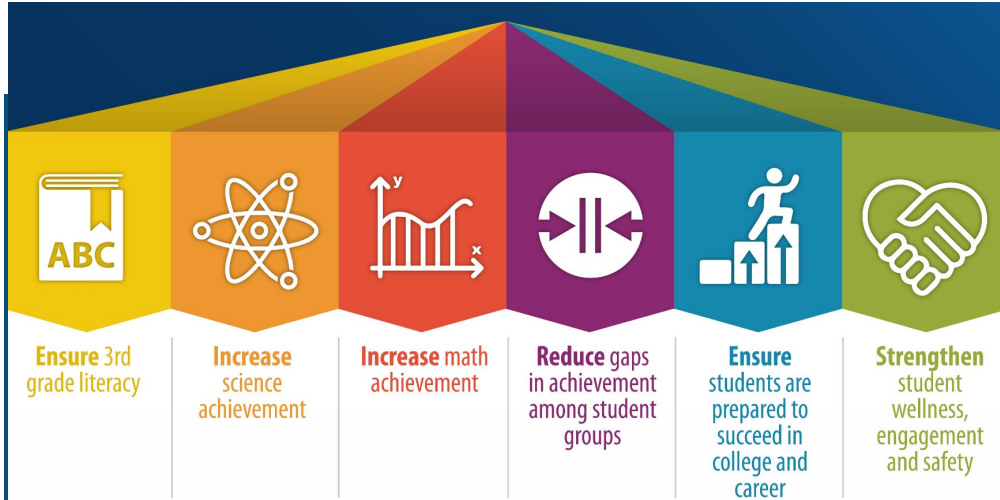 ABC
y
x
Ensure 3rd
grade literacy
Increase
science
achievement
Increase math
achievement
Reduce gaps
in achievement
among student
groups
Ensure
students are
prepared to
succeed in
college and
career
Strengthen
student
wellness,
engagement
and safety